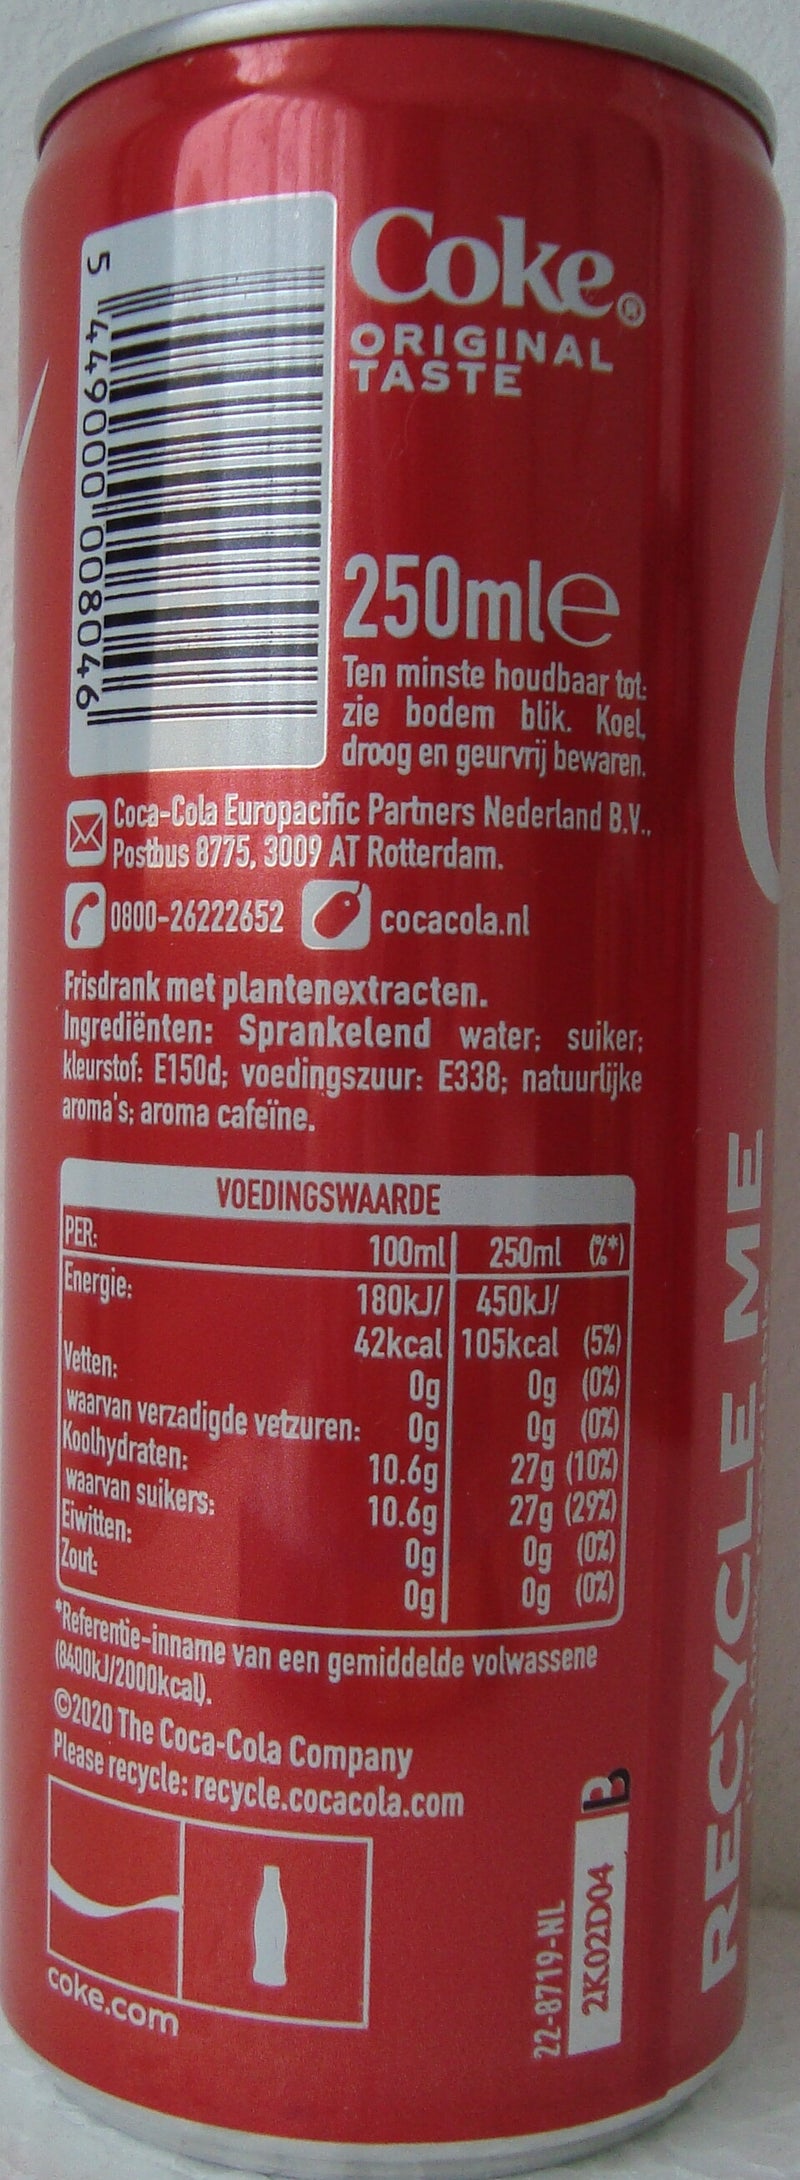 Coke®
ORIGINAL
TASTE
5 449000 008046
250mle
Ten minste houdbaar tot:
zie bodem blik. Koel,
droog en geurvrij bewaren.
Coca-Cola Europacific Partners Nederland B.V.,
Postbus 8775, 3009 AT Rotterdam.
0800-26222652 cocacola.nl
Frisdrank met plantenextracten.
Ingrediënten: Sprankelend water; suiker;
kleurstof: E150d; voedingszuur: E338; natuurlijke
aroma's; aroma cafeïne.
VOEDINGSWAARDE
PER: 100ml 250ml (%*)
Energie: 180kJ/ 450kJ/
42kcal 105kcal (5%)
Vetten: 0g 0g (0%)
waarvan verzadigde vetzuren: 0g 0g (0%)
Koolhydraten: 10.6g 27g (10%)
waarvan suikers: 10.6g 27g (29%)
Eiwitten: 0g 0g (0%)
Zout: 0g 0g (0%)
*Referentie-inname van een gemiddelde volwassene
(8400kJ/2000kcal).
©2020 The Coca-Cola Company
Please recycle: recycle.cocacola.com
coke.com
22-8719-NL
2K02D04 B
RECYCLE ME